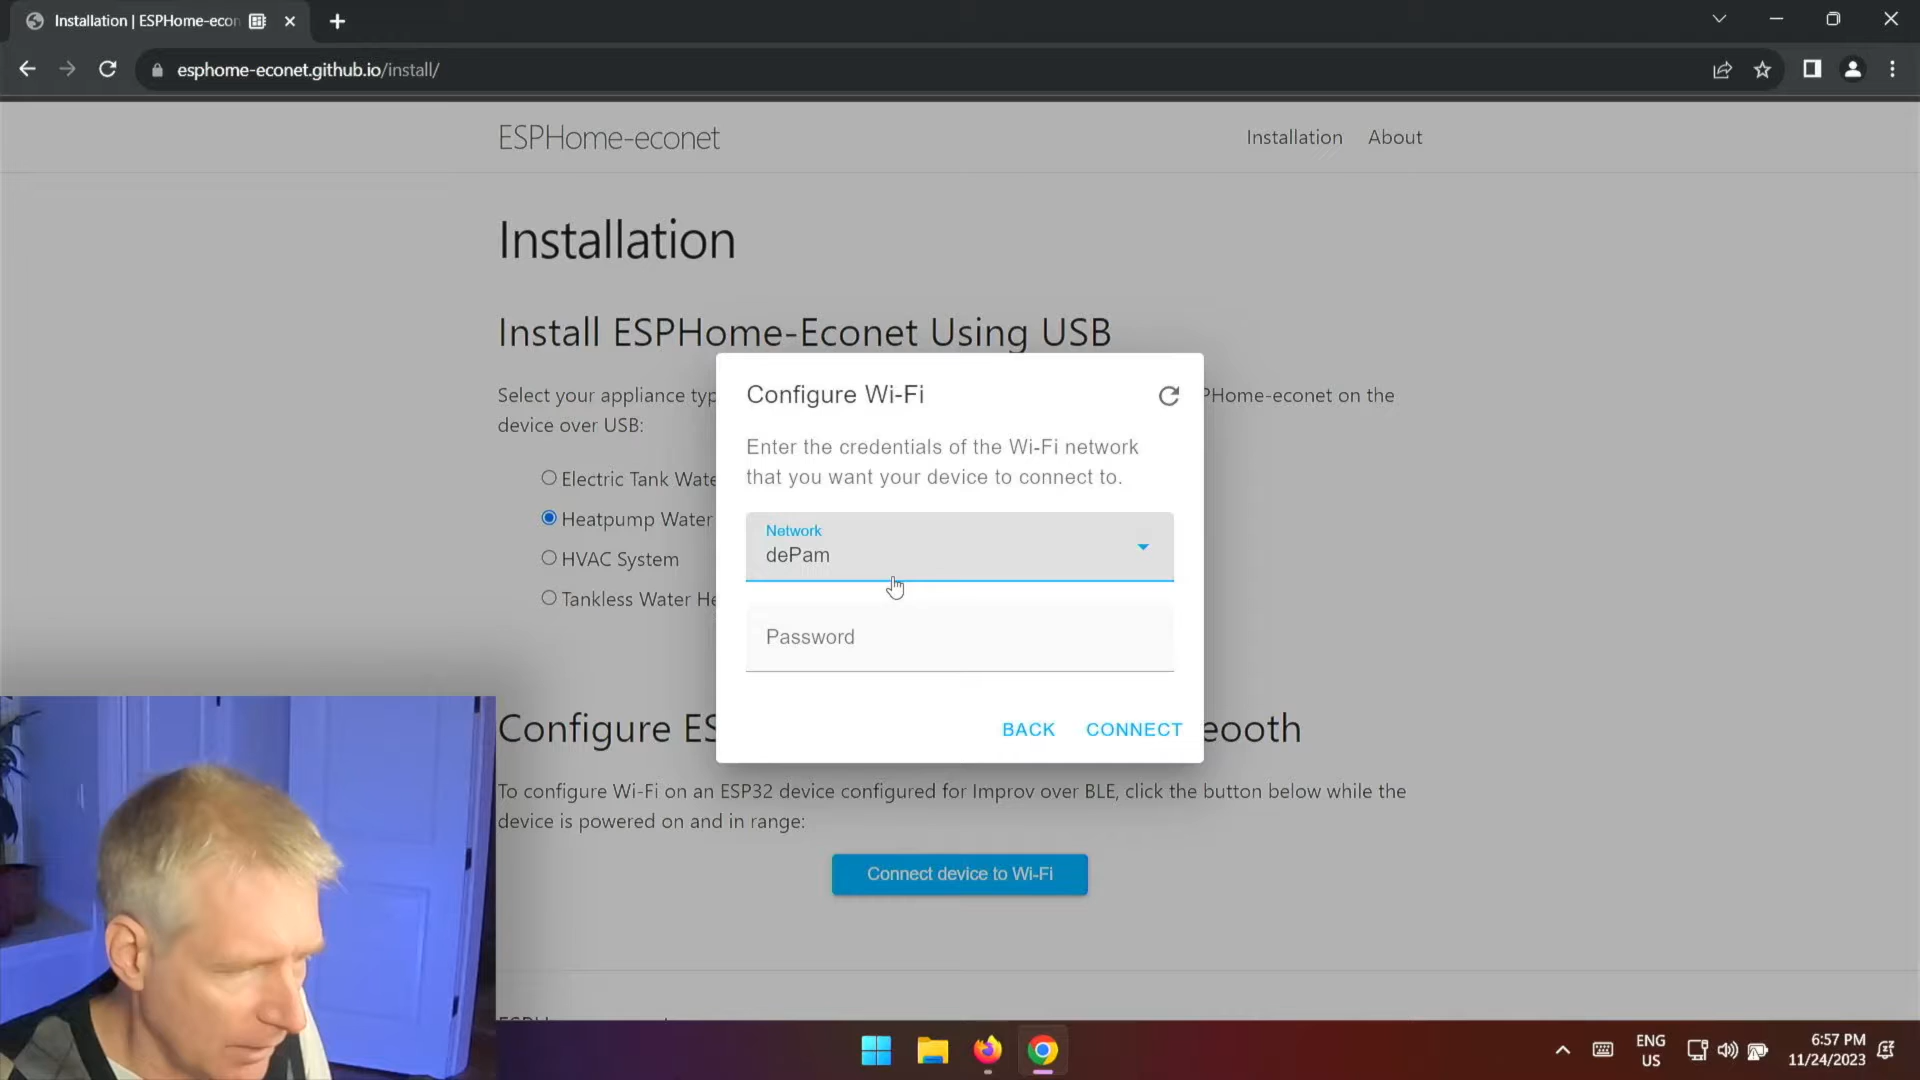 Installation | ESPHome-econ
esphome-econet.github.io/install/
ESPHome-econet
Installation
About
Installation
Install ESPHome-Econet Using USB
Select your appliance typ
PHome-econet on the
device over USB:
Electric Tank Wate
Heatpump Water
HVAC System
Tankless Water He
Configure Wi-Fi
Enter the credentials of the Wi-Fi network
that you want your device to connect to.
Network
dePam
Password
BACK
CONNECT
Configure ES
eooth
To configure Wi-Fi on an ESP32 device configured for Improv over BLE, click the button below while the
device is powered on and in range:
Connect device to Wi-Fi
ENG
US
6:57 PM
11/24/2023